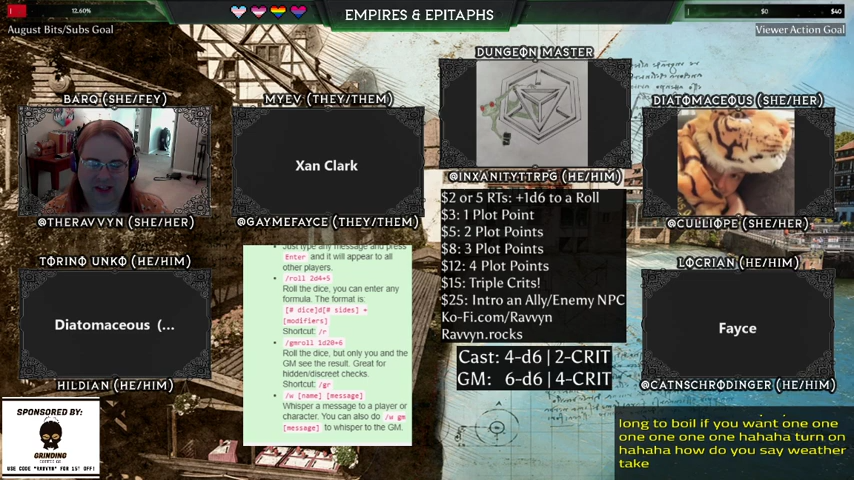 12.60%
EMPIRES & EPITAPHS
$0
$40
August Bits/Subs Goal
Viewer Action Goal
DUNGEON MASTER
BARQ (SHE/FEY)
MYEV (THEY/THEM)
DIATOMACEOUS (SHE/HER)
Xan Clark
@INXANITYTTRPG (HE/HIM)
@THERAVVYN (SHE/HER)
@GAYMEFAYCE (THEY/THEM)
@CULLIOPE (SHE/HER)
$2 or 5 RTs: +1d6 to a Roll
$3: 1 Plot Point
$5: 2 Plot Points
$8: 3 Plot Points
$12: 4 Plot Points
$15: Triple Crits!
$25: Intro an Ally/Enemy NPC
Ko-Fi.com/Ravvyn
Ravvyn.rocks
Cast: 4-d6 | 2-CRIT
GM: 6-d6 | 4-CRIT
TORINO UNKO (HE/HIM)
LOCRIAN (HE/HIM)
Diatomaceous (...
Fayce
HILDIAN (HE/HIM)
@CATNSCHRODINGER (HE/HIM)
Just type any message and press
Enter and it will appear to all
other players.
/roll 2d4+5
Roll the dice, you can enter any
formula. The format is:
[# dice]d[# sides] +
[modifiers]
Shortcut: /r
/gmroll 1d20+6
Roll the dice, but only you and the
GM see the result. Great for
hidden/discreet checks.
Shortcut: /gr
/w [name] [message]
Whisper a message to a player or
character. You can also do /w gm
[message] to whisper to the GM.
SPONSORED BY:
GRINDING
COFFEE CO
USE CODE "RAVVYN" FOR 15% OFF!
long to boil if you want one one
one one one one hahaha turn on
hahaha how do you say weather
take